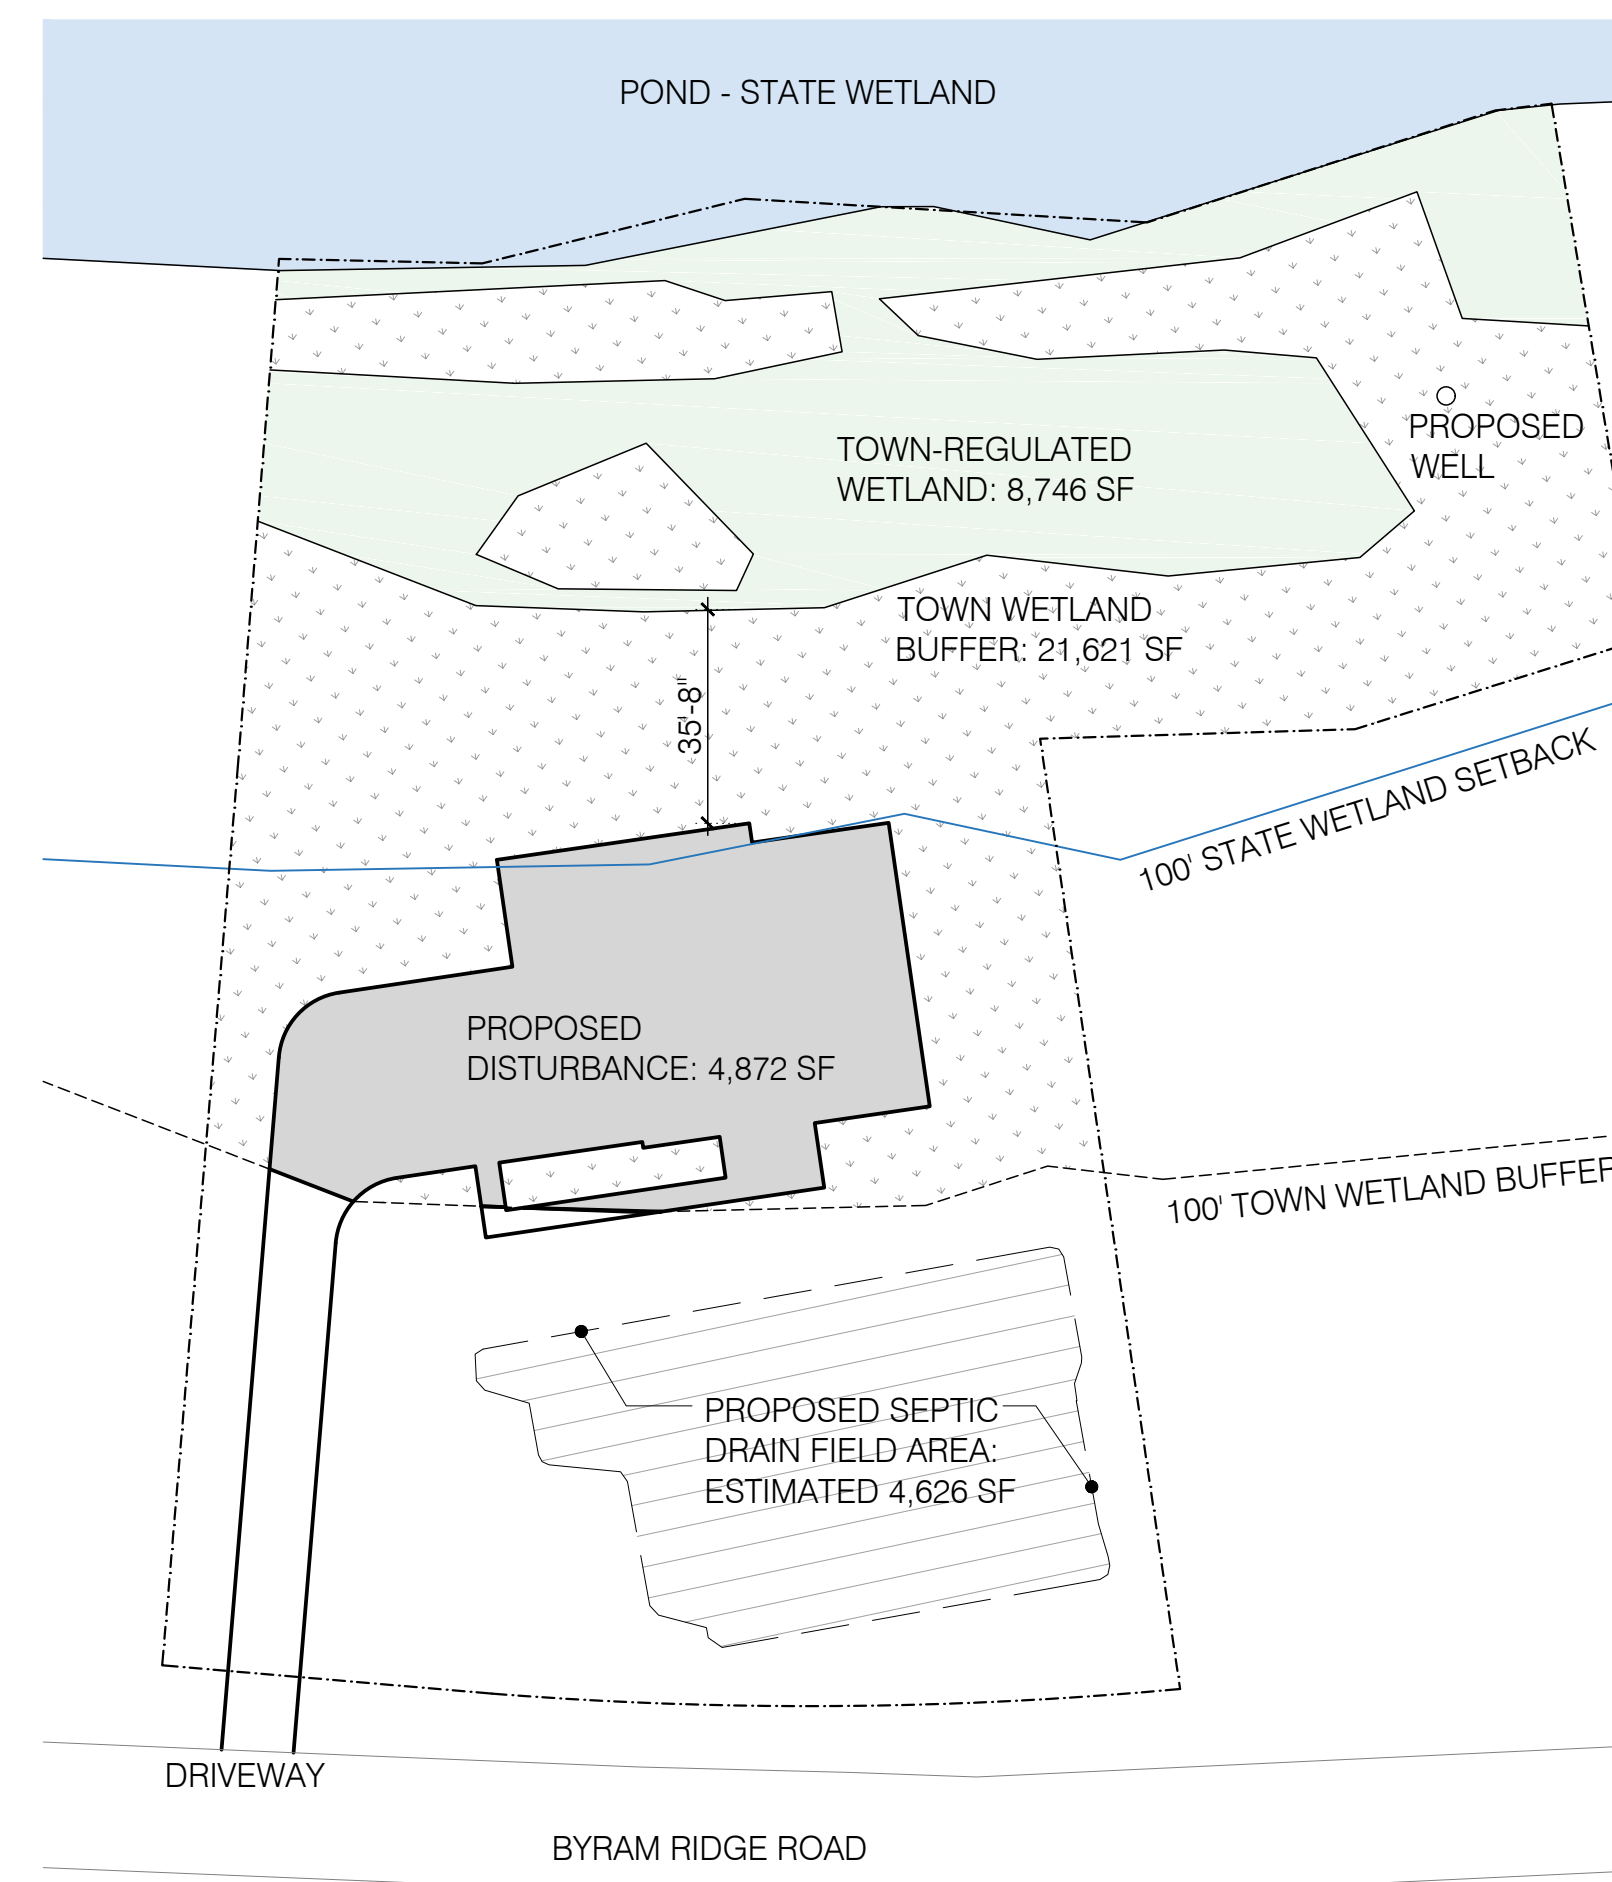 POND - STATE WETLAND
TOWN-REGULATED
WETLAND: 8,746 SF
PROPOSED
WELL
TOWN WETLAND
BUFFER: 21,621 SF
35'-8"
100' STATE WETLAND SETBACK
PROPOSED
DISTURBANCE: 4,872 SF
100' TOWN WETLAND BUFFER
PROPOSED SEPTIC
DRAIN FIELD AREA:
ESTIMATED 4,626 SF
DRIVEWAY
BYRAM RIDGE ROAD